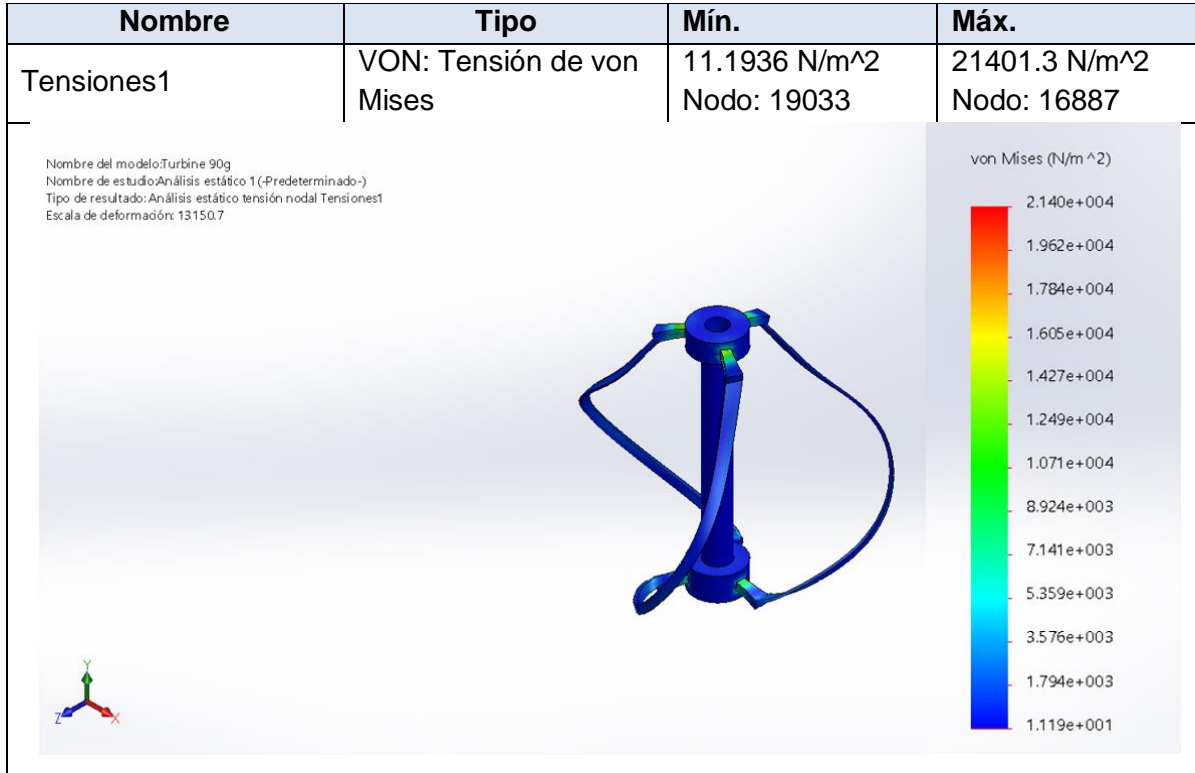 Nombre Tipo Mín. Máx.
Tensiones1
VON: Tensión de von
Mises
11.1936 N/m^2
Nodo: 19033
21401.3 N/m^2
Nodo: 16887
Nombre del modelo:Turbine 90g
Nombre de estudio:Análisis estático 1(-Predeterminado-)
Tipo de resultado: Análisis estático tensión nodal Tensiones1
Escala de deformación: 13150.7
von Mises (N/m^2)
2.140e+004
1.962e+004
1.784e+004
1.605e+004
1.427e+004
1.249e+004
1.071e+004
8.924e+003
7.141e+003
5.359e+003
3.576e+003
1.794e+003
1.119e+001
Y
Z
X